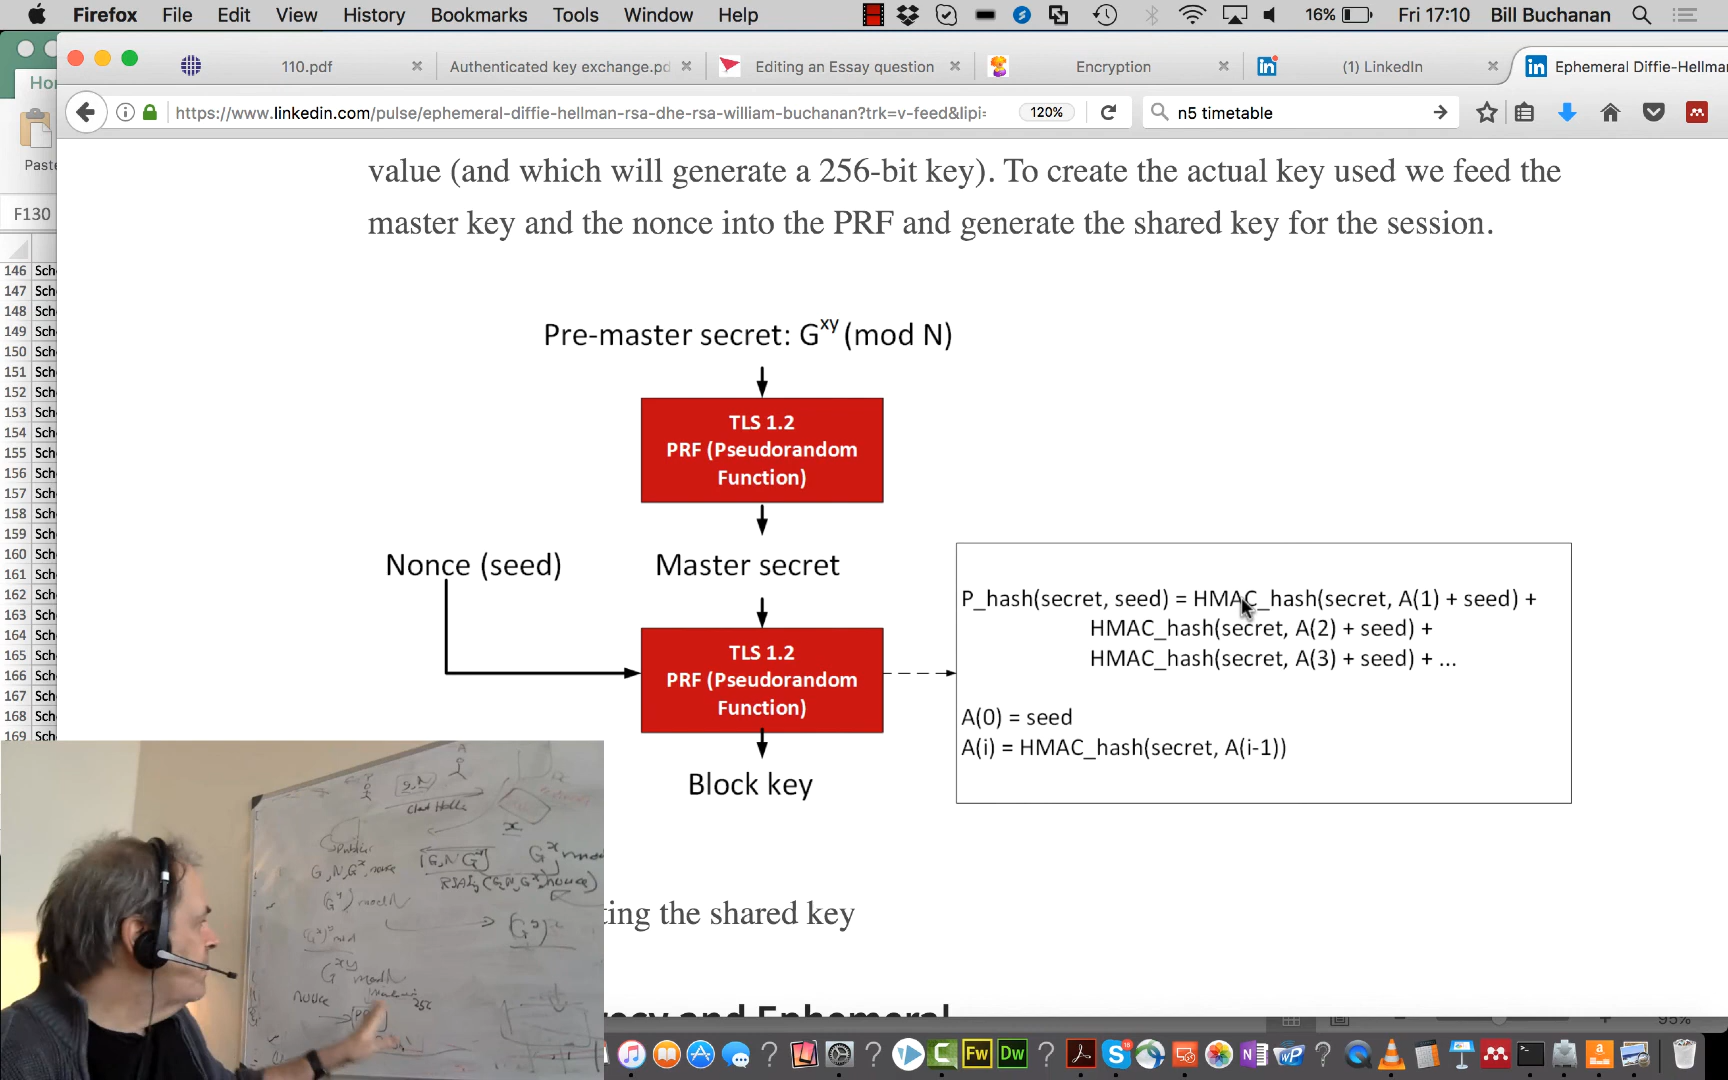 Firefox File Edit View History Bookmarks Tools Window Help 16% Fri 17:10 Bill Buchanan
110.pdf Authenticated key exchange.pd Editing an Essay question Encryption (1) LinkedIn Ephemeral Diffie-Hellma
https://www.linkedin.com/pulse/ephemeral-diffie-hellman-rsa-dhe-rsa-william-buchanan?trk=v-feed&lipi= 120% n5 timetable
Paste
F130
value (and which will generate a 256-bit key). To create the actual key used we feed the
master key and the nonce into the PRF and generate the shared key for the session.
146 Sch
147 Sch
148 Sch
149 Sch
150 Sch
151 Sch
152 Sch
153 Sch
154 Sch
155 Sch
156 Sch
157 Sch
158 Sch
159 Sch
160 Sch
161 Sch
162 Sch
163 Sch
164 Sch
165 Sch
166 Sch
167 Sch
168 Sch
169 Sch
Pre-master secret: G^xy (mod N)
TLS 1.2
PRF (Pseudorandom
Function)
Nonce (seed) Master secret
TLS 1.2
PRF (Pseudorandom
Function)
Block key
P_hash(secret, seed) = HMAC_hash(secret, A(1) + seed) +
HMAC_hash(secret, A(2) + seed) +
HMAC_hash(secret, A(3) + seed) + ...
A(0) = seed
A(i) = HMAC_hash(secret, A(i-1))
ting the shared key
and Ephemeral
95%
Fw Dw